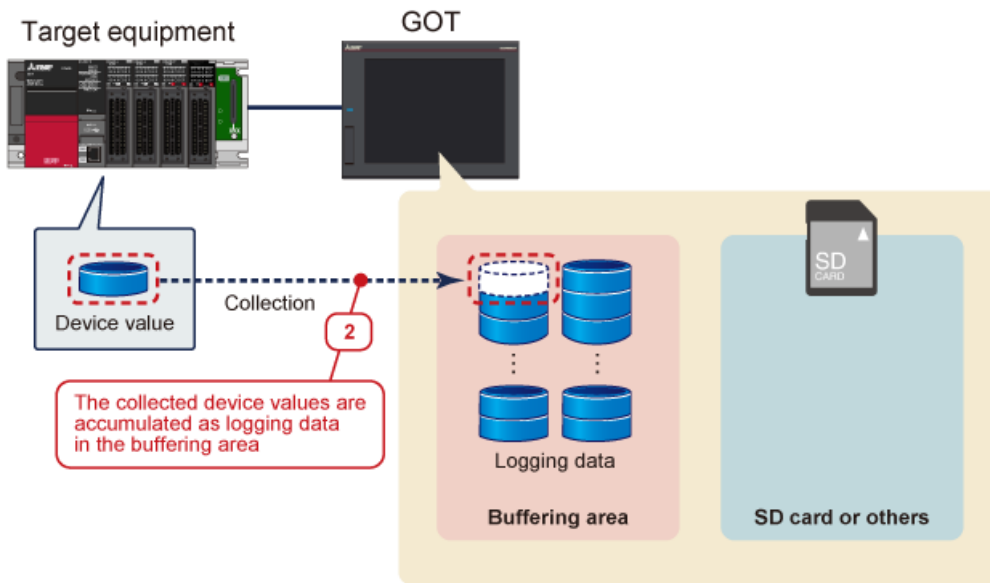 Target equipment
GOT
Device value
Collection
2
The collected device values are
accumulated as logging data
in the buffering area
Logging data
Buffering area
SD
CARD
SD card or others